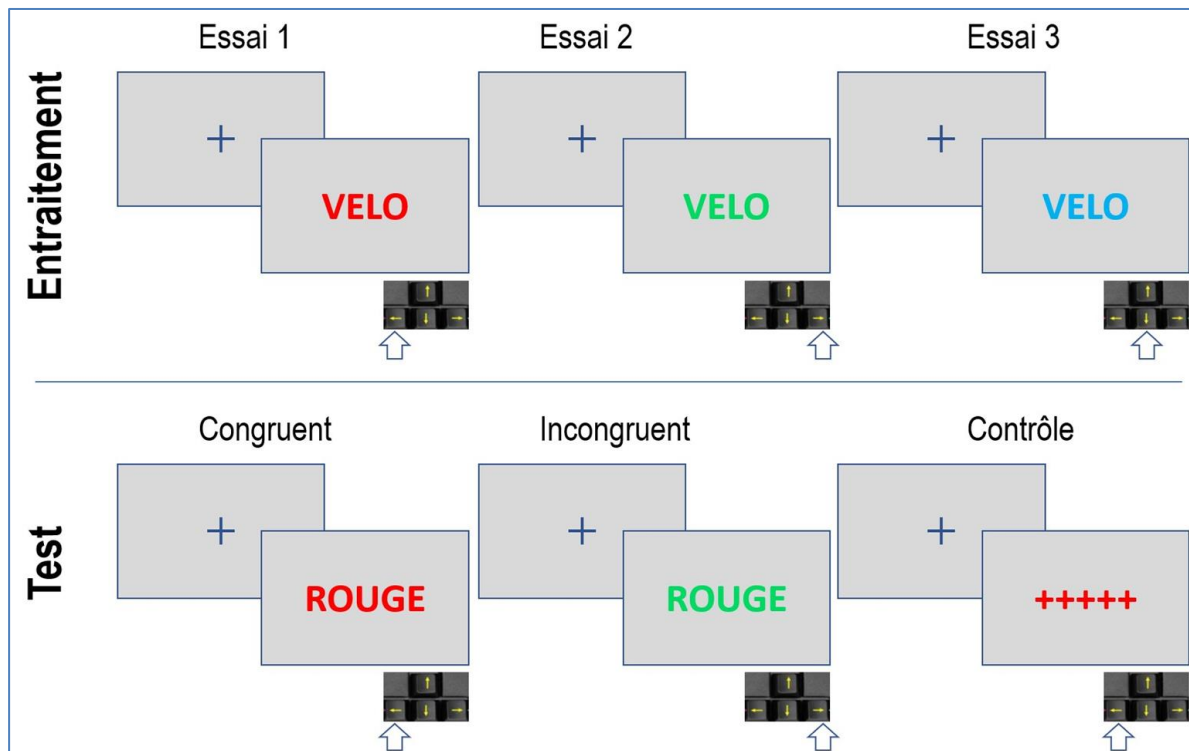 Essai 1 Essai 2 Essai 3
Entraitement
+ + +
VELO VELO VELO
↑ ↑ ↑
← ↓ → ← ↓ → ← ↓ →
Congruent Incongruent Contrôle
Test
+ + +
ROUGE ROUGE +++++
↑ ↑ ↑
← ↓ → ← ↓ → ← ↓ →